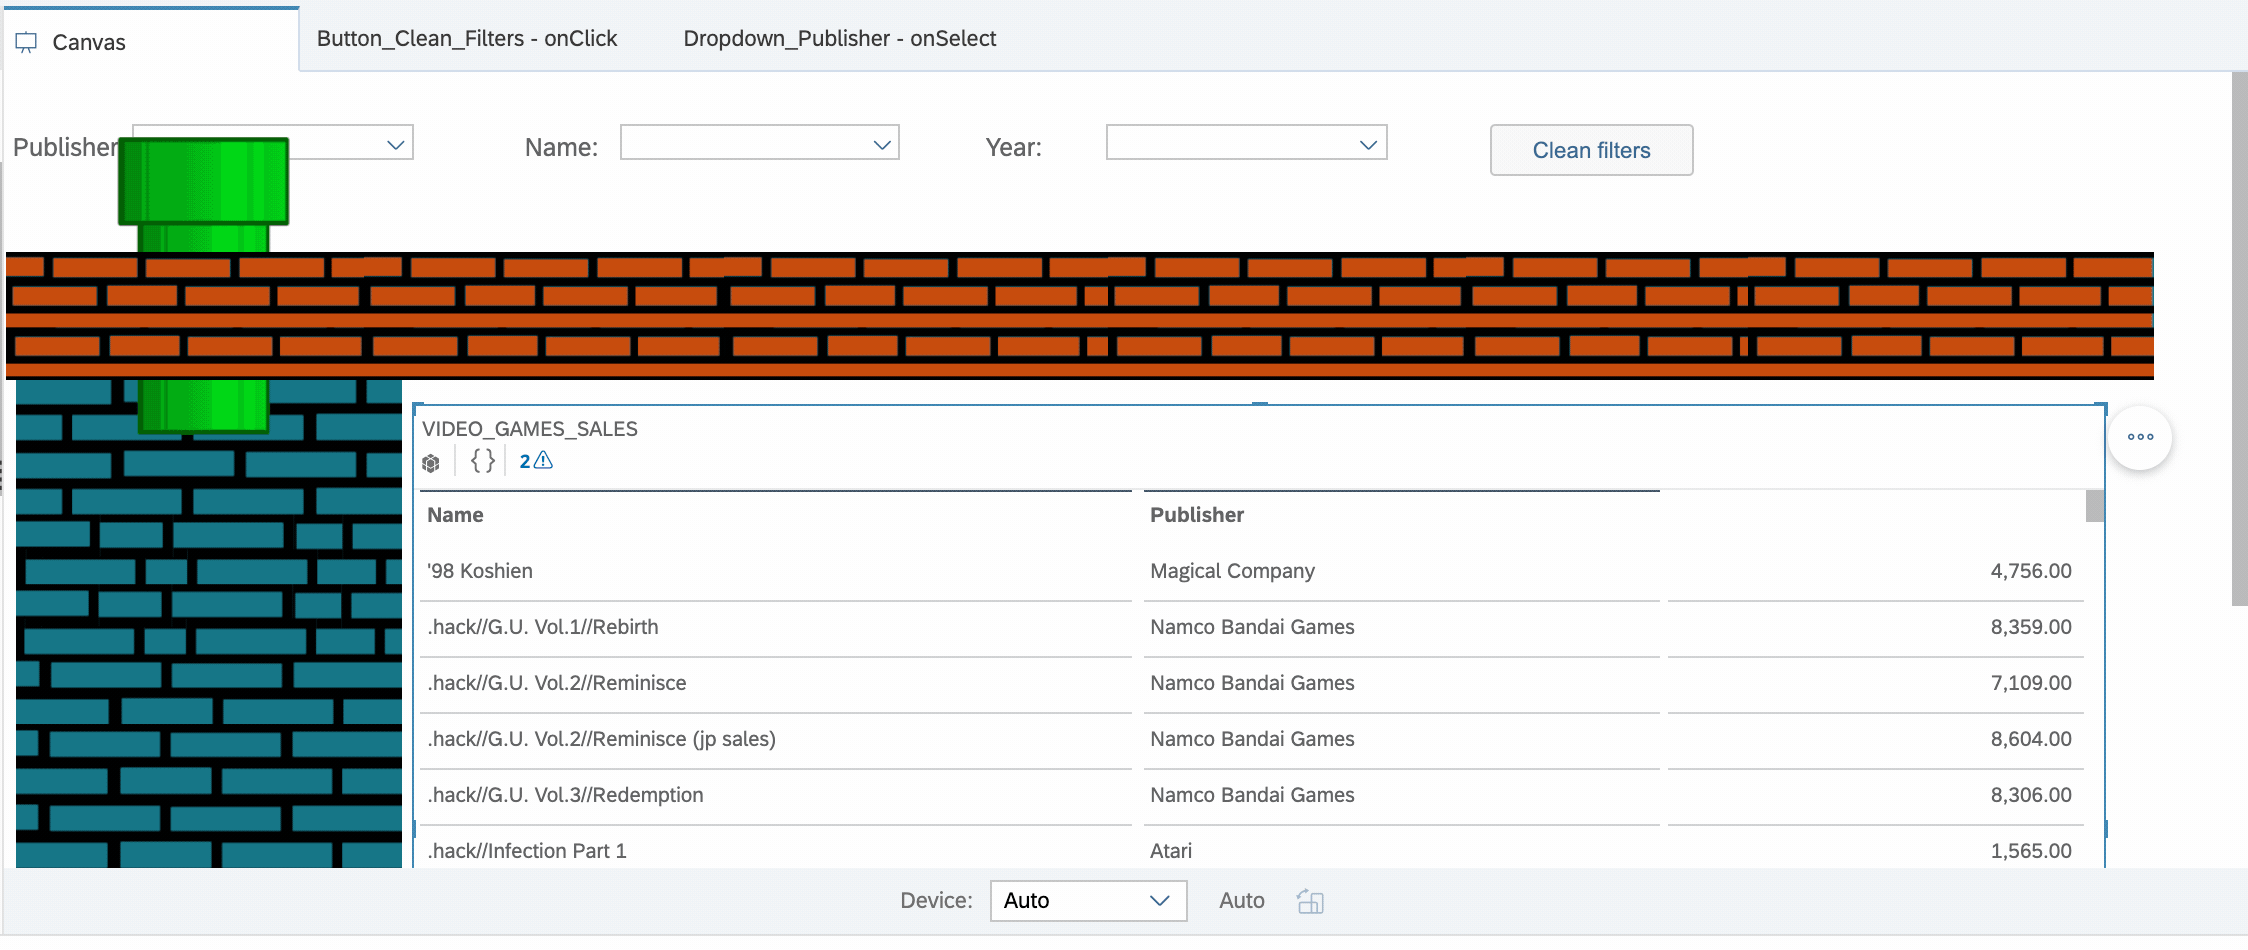 Canvas
Button_Clean_Filters - onClick
Dropdown_Publisher - onSelect
Publisher
Name:
Year:
Clean filters
VIDEO_GAMES_SALES
{} 2
Name Publisher
'98 Koshien Magical Company 4,756.00
.hack//G.U. Vol.1//Rebirth Namco Bandai Games 8,359.00
.hack//G.U. Vol.2//Reminisce Namco Bandai Games 7,109.00
.hack//G.U. Vol.2//Reminisce (jp sales) Namco Bandai Games 8,604.00
.hack//G.U. Vol.3//Redemption Namco Bandai Games 8,306.00
.hack//Infection Part 1 Atari 1,565.00
Device: Auto Auto